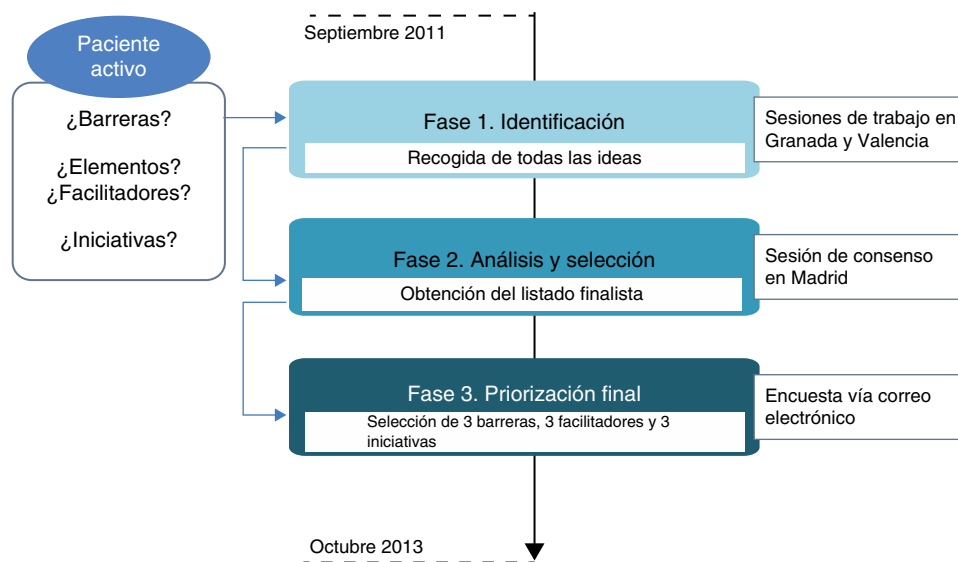 Septiembre 2011
Paciente
activo
¿Barreras?
¿Elementos?
¿Facilitadores?
¿Iniciativas?
Fase 1. Identificación
Recogida de todas las ideas
Sesiones de trabajo en
Granada y Valencia
Fase 2. Análisis y selección
Obtención del listado finalista
Sesión de consenso
en Madrid
Fase 3. Priorización final
Selección de 3 barreras, 3 facilitadores y 3
iniciativas
Encuesta vía correo
electrónico
Octubre 2013